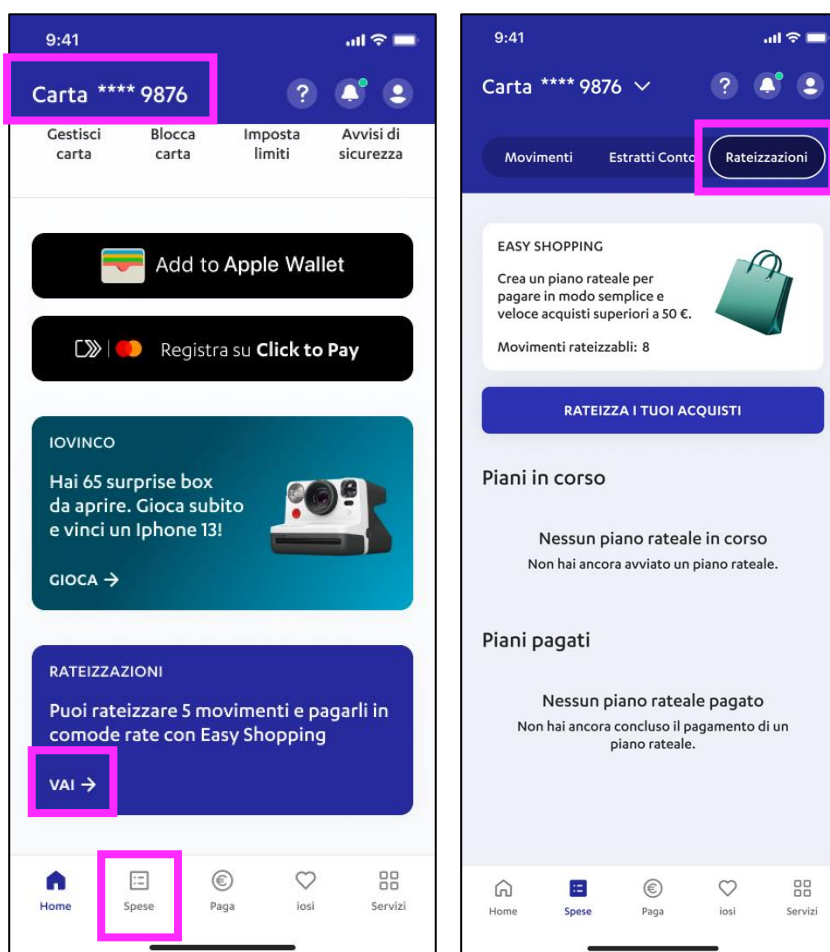 9:41
Carta **** 9876
?
Gestisci carta
Blocca carta
Imposta limiti
Avvisi di sicurezza
Add to Apple Wallet
Registra su Click to Pay
IOVINCO
Hai 65 surprise box
da aprire. Gioca subito
e vinci un Iphone 13!
GIOCA →
RATEIZZAZIONI
Puoi rateizzare 5 movimenti e pagarli in
comode rate con Easy Shopping
VAI →
Home
Spese
€
Paga
iosi
Servizi
9:41
Carta **** 9876
?
Movimenti
Estratti Conto
Rateizzazioni
EASY SHOPPING
Crea un piano rateale per
pagare in modo semplice e
veloce acquisti superiori a 50 €.
Movimenti rateizzabli: 8
RATEIZZA I TUOI ACQUISTI
Piani in corso
Nessun piano rateale in corso
Non hai ancora avviato un piano rateale.
Piani pagati
Nessun piano rateale pagato
Non hai ancora concluso il pagamento di un
piano rateale.
Home
Spese
€
Paga
iosi
Servizi